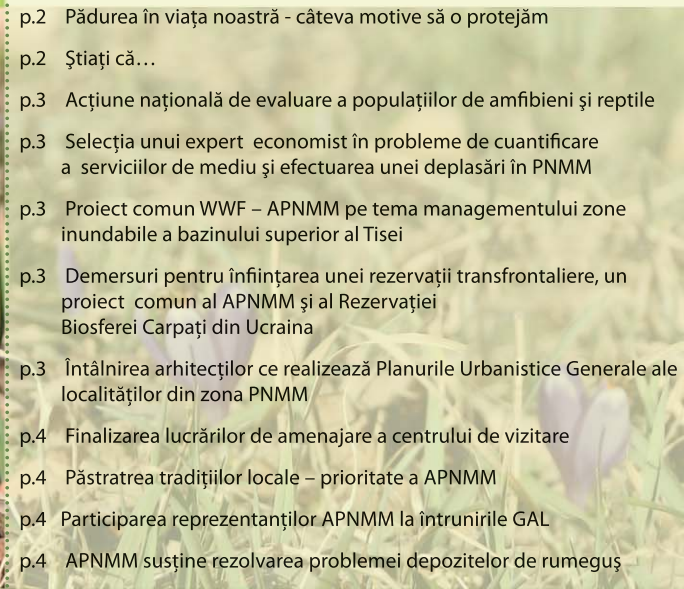 p.2 Pădurea în viața noastră - câteva motive să o protejăm
p.2 Ştiați că…
p.3 Acțiune națională de evaluare a populațiilor de amfibieni şi reptile
p.3 Selecția unui expert economist în probleme de cuantificare
a serviciilor de mediu şi efectuarea unei deplasări în PNMM
p.3 Proiect comun WWF – APNMM pe tema managementului zone
inundabile a bazinului superior al Tisei
p.3 Demersuri pentru înființarea unei rezervații transfrontaliere, un
proiect comun al APNMM şi al Rezervației
Biosferei Carpați din Ucraina
p.3 Întâlnirea arhitecților ce realizează Planurile Urbanistice Generale ale
localităților din zona PNMM
p.4 Finalizarea lucrărilor de amenajare a centrului de vizitare
p.4 Păstratrea tradițiilor locale – prioritate a APNMM
p.4 Participarea reprezentanților APNMM la întrunirile GAL
p.4 APNMM susține rezolvarea problemei depozitelor de rumeguş